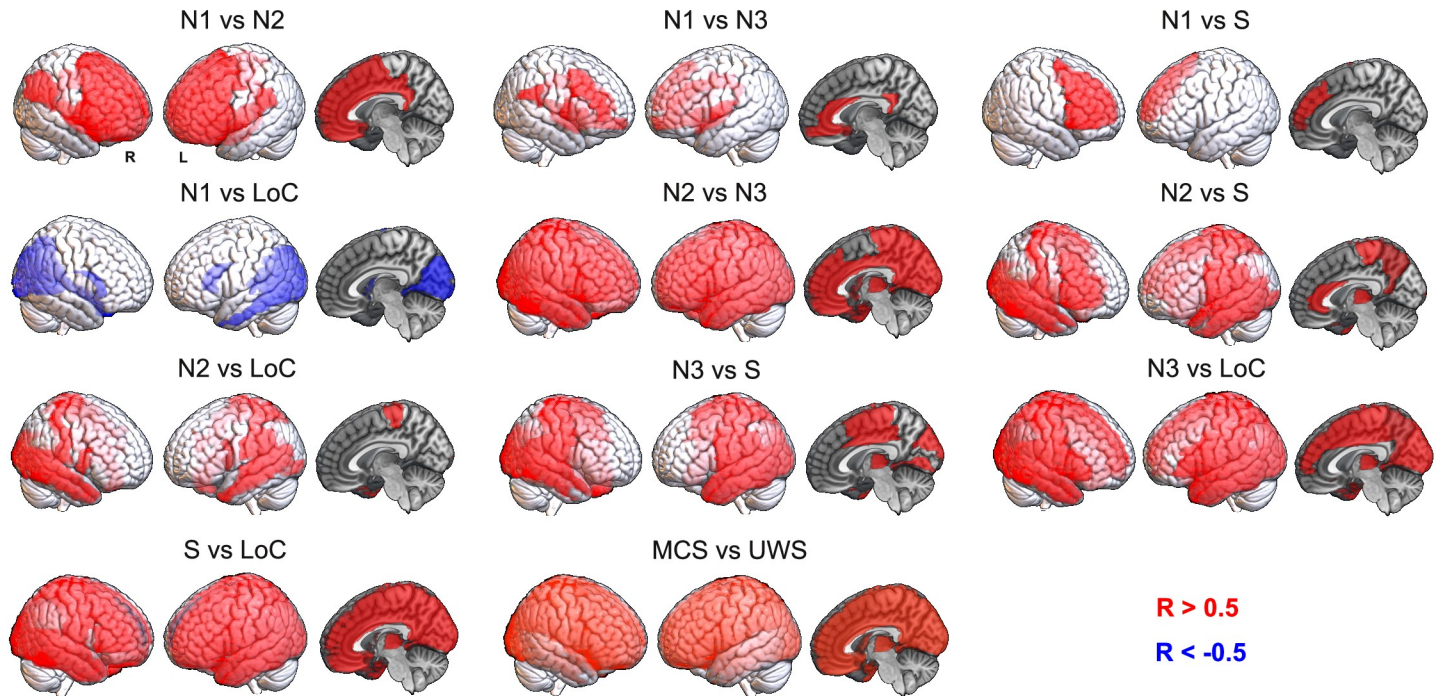 N1 vs N2
N1 vs N3
N1 vs S
R
L
N1 vs LoC
N2 vs N3
N2 vs S
N2 vs LoC
N3 vs S
N3 vs LoC
S vs LoC
MCS vs UWS
R > 0.5
R < -0.5